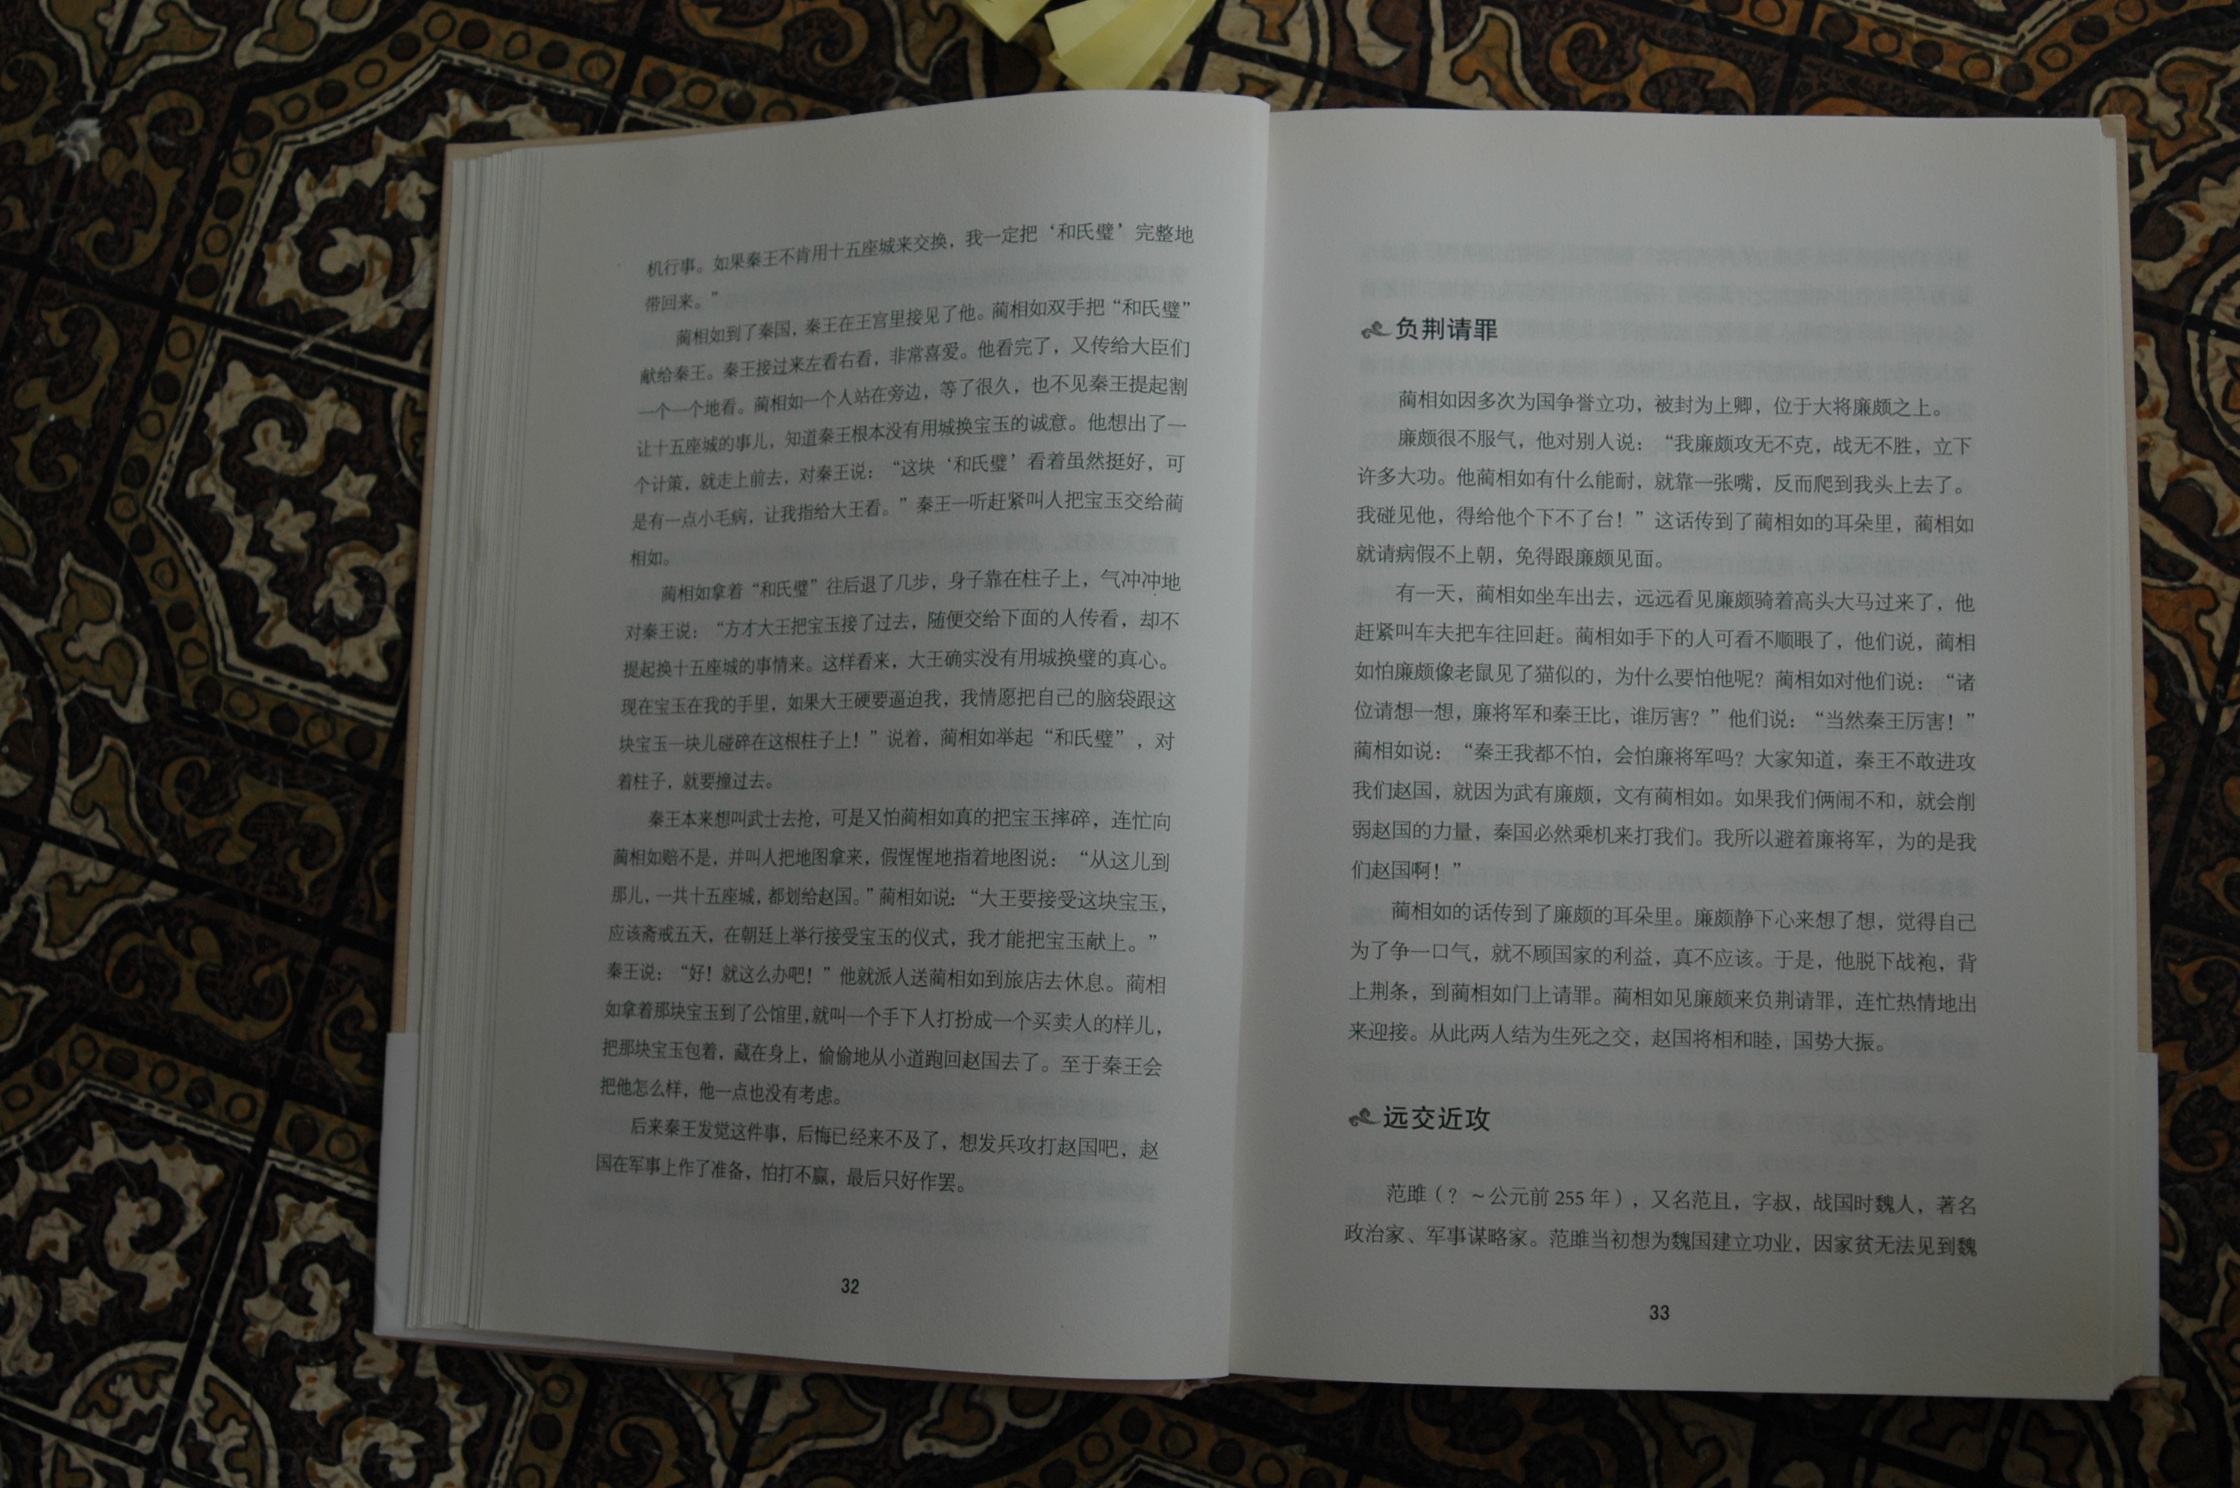 机行事。如果秦王不肯用十五座城来交换，我一定把‘和氏璧’完整地
带回来。”
蔺相如到了秦国，秦王在王宫里接见了他。蔺相如双手把“和氏璧”
献给秦王。秦王接过来左看右看，非常喜爱。他看完了，又传给大臣们
一个一个地看。蔺相如一个人站在旁边，等了很久，也不见秦王提起割
让十五座城的事儿，知道秦王根本没有用城换宝玉的诚意。他想出了一
个计策，就走上前去，对秦王说：“这块‘和氏璧’看着虽然挺好，可
是有一点小毛病，让我指给大王看。”秦王一听赶紧叫人把宝玉交给蔺
相如。
蔺相如拿着“和氏璧”往后退了几步，身子靠在柱子上，气冲冲地
对秦王说：“方才大王把宝玉接了过去，随便交给下面的人传看，却不
提起换十五座城的事情来。这样看来，大王确实没有用城换璧的真心。
现在宝玉在我的手里，如果大王硬要逼迫我，我情愿把自己的脑袋跟这
块宝玉一块儿碰碎在这根柱子上！”说着，蔺相如举起“和氏璧”，对
着柱子，就要撞过去。
秦王本来想叫武士去抢，可是又怕蔺相如真的把宝玉摔碎，连忙向
蔺相如赔不是，并叫人把地图拿来，假惺惺地指着地图说：“从这儿到
那儿，一共十五座城，都划给赵国。”蔺相如说：“大王要接受这块宝玉，
应该斋戒五天，在朝廷上举行接受宝玉的仪式，我才能把宝玉献上。”
秦王说：“好！就这么办吧！”他就派人送蔺相如到旅店去休息。蔺相
如拿着那块宝玉到了公馆里，就叫一个手下人打扮成一个买卖人的样儿，
把那块宝玉包着，藏在身上，偷偷地从小道跑回赵国去了。至于秦王会
把他怎么样，他一点也没有考虑。
后来秦王发觉这件事，后悔已经来不及了，想发兵攻打赵国吧，赵
国在军事上作了准备，怕打不赢，最后只好作罢。
32
负荆请罪
蔺相如因多次为国争誉立功，被封为上卿，位于大将廉颇之上。
廉颇很不服气，他对别人说：“我廉颇攻无不克，战无不胜，立下
许多大功。他蔺相如有什么能耐，就靠一张嘴，反而爬到我头上去了。
我碰见他，得给他个下不了台！”这话传到了蔺相如的耳朵里，蔺相如
就请病假不上朝，免得跟廉颇见面。
有一天，蔺相如坐车出去，远远看见廉颇骑着高头大马过来了，他
赶紧叫车夫把车往回赶。蔺相如手下的人可看不顺眼了，他们说，蔺相
如怕廉颇像老鼠见了猫似的，为什么要怕他呢？蔺相如对他们说：“诸
位请想一想，廉将军和秦王比，谁厉害？”他们说：“当然秦王厉害！”
蔺相如说：“秦王我都不怕，会怕廉将军吗？大家知道，秦王不敢进攻
我们赵国，就因为武有廉颇，文有蔺相如。如果我们俩闹不和，就会削
弱赵国的力量，秦国必然乘机来打我们。我所以避着廉将军，为的是我
们赵国啊！”
蔺相如的话传到了廉颇的耳朵里。廉颇静下心来想了想，觉得自己
为了争一口气，就不顾国家的利益，真不应该。于是，他脱下战袍，背
上荆条，到蔺相如门上请罪。蔺相如见廉颇来负荆请罪，连忙热情地出
来迎接。从此两人结为生死之交，赵国将相和睦，国势大振。
远交近攻
范雎（？～公元前 255 年），又名范且，字叔，战国时魏人，著名
政治家、军事谋略家。范雎当初想为魏国建立功业，因家贫无法见到魏
33